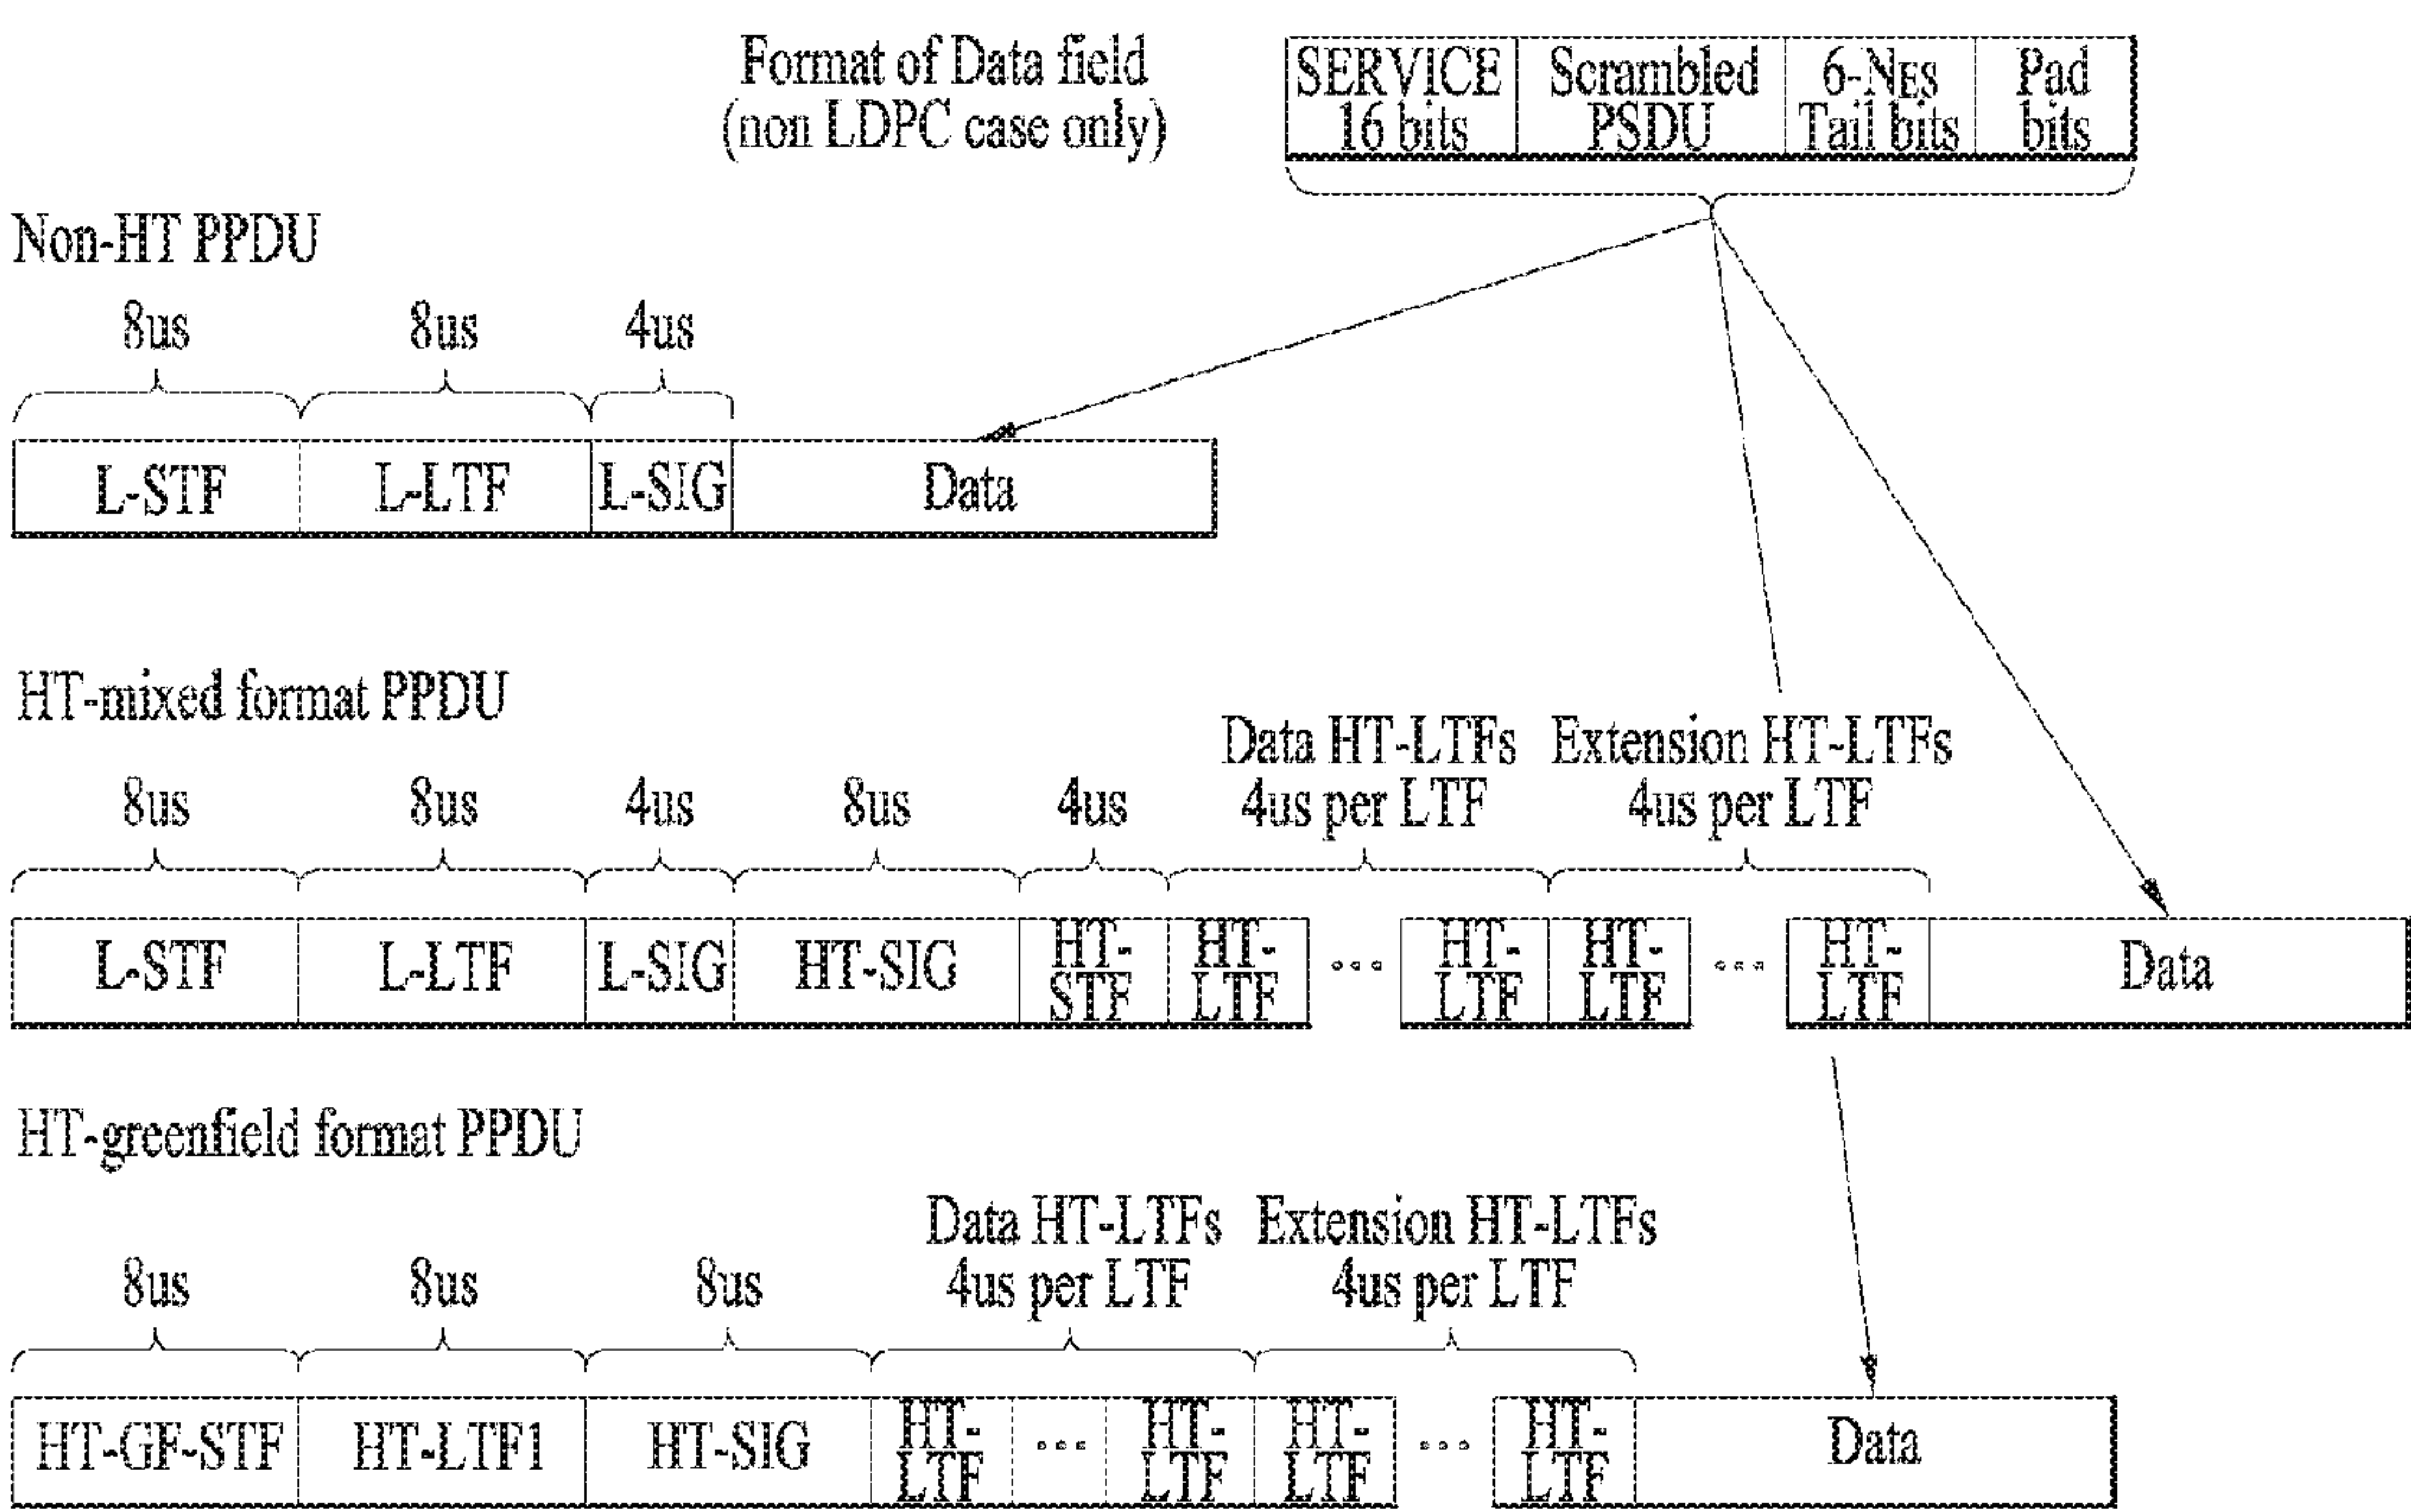 Format of Data field
(non LDPC case only)
SERVICE
16 bits
Scrambled
PSDU
6-NES
Tail bits
Pad
bits
Non-HT PPDU
8us 8us 4us
L-STF L-LTF L-SIG Data
HT-mixed format PPDU
Data HT-LTFs
4us per LTF
Extension HT-LTFs
4us per LTF
8us 8us 4us 8us 4us
L-STF L-LTF L-SIG HT-SIG
HT-
STF
HT-
LTF
...
HT-
LTF
HT-
LTF
...
HT-
LTF
Data
HT-greenfield format PPDU
Data HT-LTFs
4us per LTF
Extension HT-LTFs
4us per LTF
8us 8us 8us
HT-GF-STF HT-LTF1 HT-SIG
HT-
LTF
...
HT-
LTF
HT-
LTF
...
HT-
LTF
Data